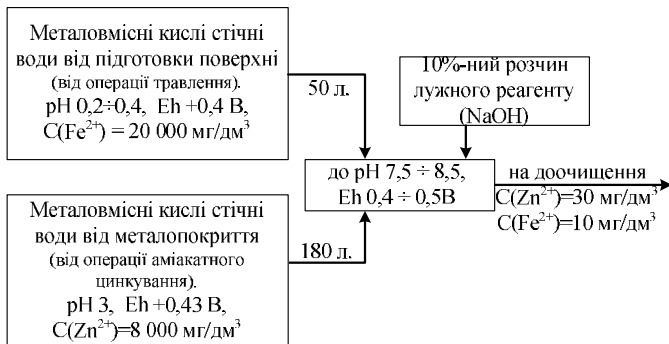 Металовмісні кислі стічні
води від підготовки поверхні
(від операції травлення).
pH 0,2÷0,4, Eh +0,4 В,
C(Fe²⁺) = 20 000 мг/дм³
50 л.
10%-ний розчин
лужного реагенту
(NaOH)
до pH 7,5 ÷ 8,5,
Eh 0,4 ÷ 0,5В
на доочищення
C(Zn²⁺)=30 мг/дм³
C(Fe²⁺)=10 мг/дм³
Металовмісні кислі стічні
води від металопокриття
(від операції аміакатного
цинкування).
pH 3, Eh +0,43 В,
C(Zn²⁺)=8 000 мг/дм³
180 л.